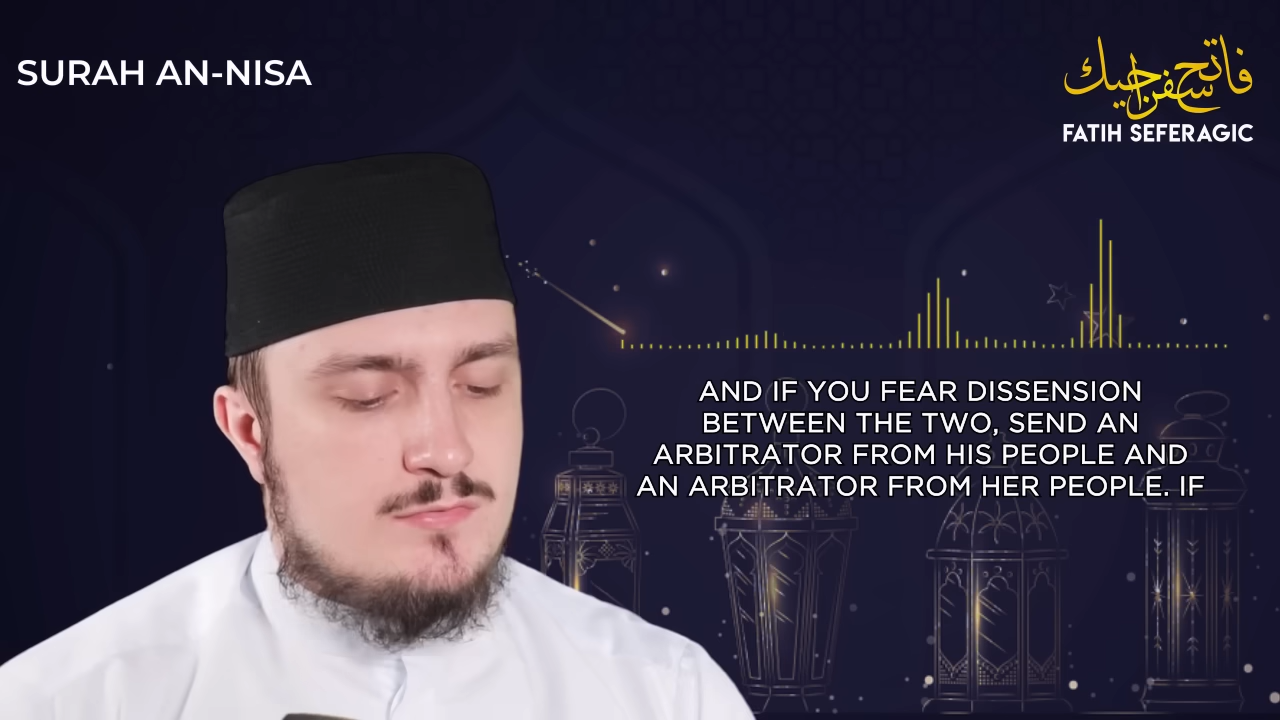 SURAH AN-NISA
فاتح سفراجيك
FATIH SEFERAGIC
AND IF YOU FEAR DISSENSION
BETWEEN THE TWO, SEND AN
ARBITRATOR FROM HIS PEOPLE AND
AN ARBITRATOR FROM HER PEOPLE. IF